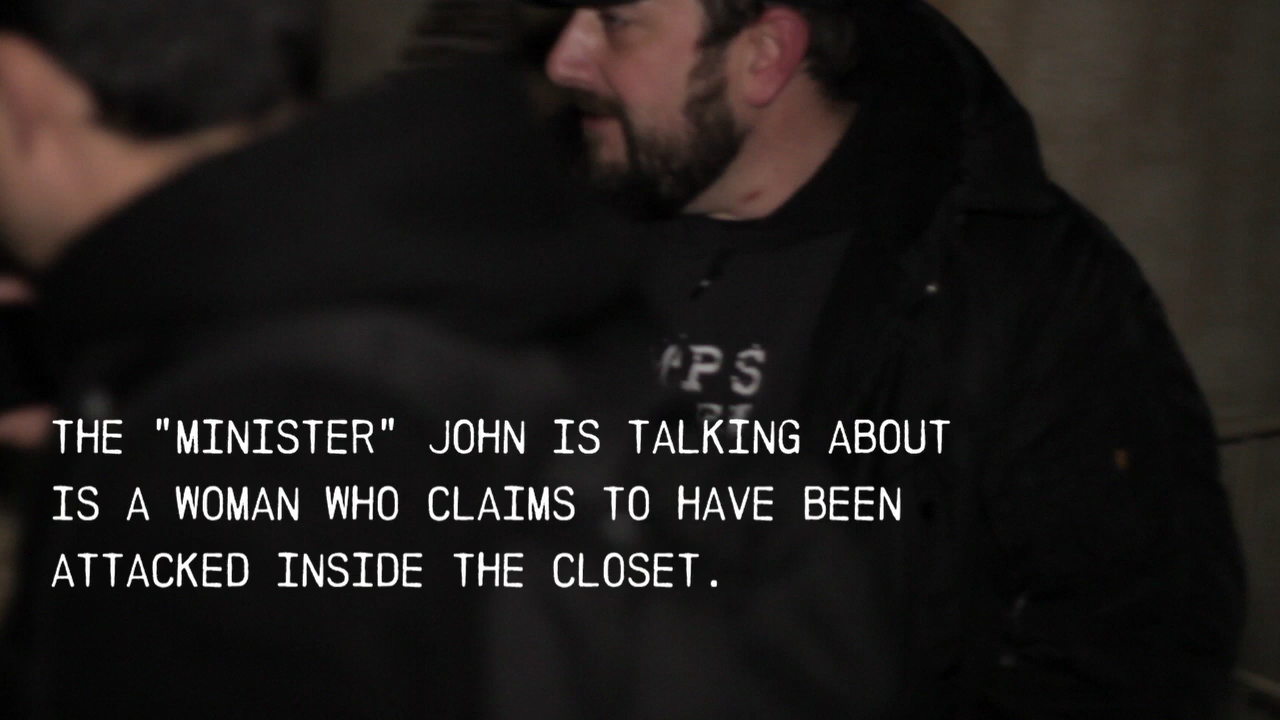 THE "MINISTER" JOHN IS TALKING ABOUT
IS A WOMAN WHO CLAIMS TO HAVE BEEN
ATTACKED INSIDE THE CLOSET.